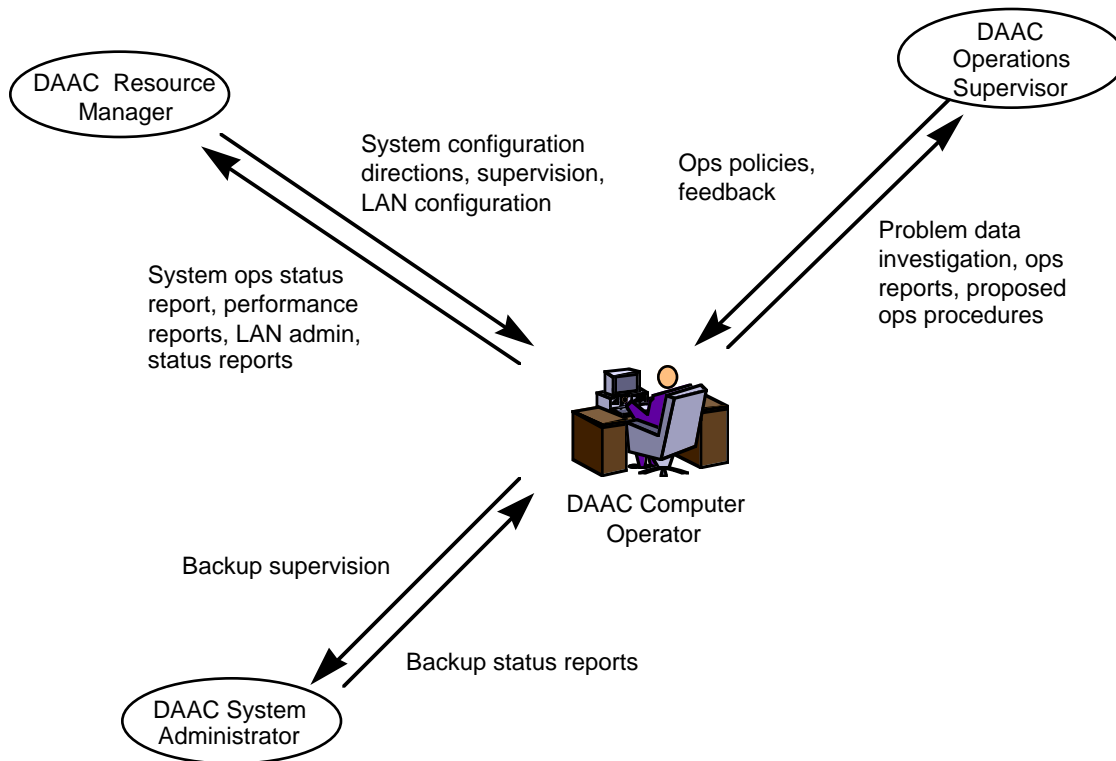 DAAC Resource
Manager
DAAC
Operations
Supervisor
System configuration
directions, supervision,
LAN configuration
Ops policies,
feedback
Problem data
investigation, ops
reports, proposed
ops procedures
System ops status
report, performance
reports, LAN admin,
status reports
DAAC Computer
Operator
Backup supervision
Backup status reports
DAAC System
Administrator